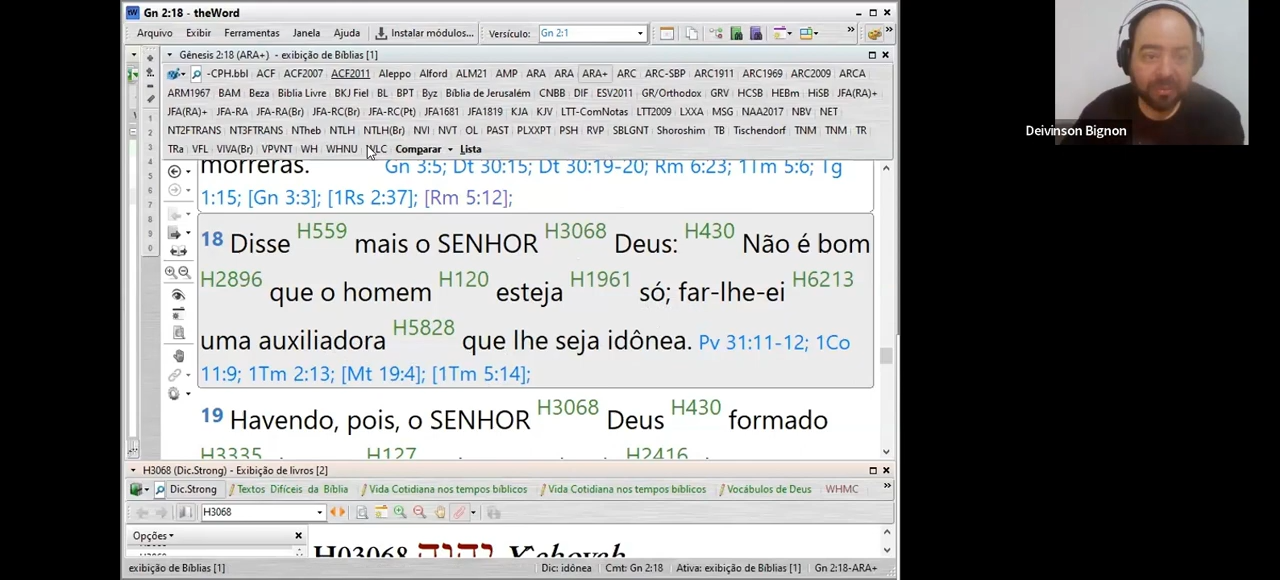 Gn 2:18 - theWord
Arquivo Exibir Ferramentas Janela Ajuda Instalar módulos... Versículo: Gn 2:1
Gênesis 2:18 (ARA+) - exibição de Bíblias [1]
-CPH.bbl ACF ACF2007 ACF2011 Aleppo Alford ALM21 AMP ARA ARA ARA+ ARC ARC-SBP ARC1911 ARC1969 ARC2009 ARCA
ARM1967 BAM Beza Bíblia Livre BKJ Fiel BL BPT Byz Bíblia de Jerusalém CNBB DIF ESV2011 GR/Orthodox GRV HCSB HEBm HiSB JFA(RA)+
JFA(RA)+ JFA-RA JFA-RA(Br) JFA-RC(Br) JFA-RC(Pt) JFA1681 JFA1819 KJA KJV LTT-ComNotas LTT2009 LXXA MSG NAA2017 NBV NET
NT2FTRANS NT3FTRANS NTheb NTLH NTLH(Br) NVI NVT OL PAST PLXXPT PSH RVP SBLGNT Shoroshim TB Tischendorf TNM TNM TR
TRa VFL VIVA(Br) VPVNT WH WHNU NLC Comparar Lista
morrerás. Gn 3:5; Dt 30:15; Dt 30:19-20; Rm 6:23; 1Tm 5:6; Tg
1:15; [Gn 3:3]; [1Rs 2:37]; [Rm 5:12];
18 Disse H559 mais o SENHOR H3068 Deus: H430 Não é bom
H2896 que o homem H120 esteja H1961 só; far-lhe-ei H6213
uma auxiliadora H5828 que lhe seja idônea. Pv 31:11-12; 1Co
11:9; 1Tm 2:13; [Mt 19:4]; [1Tm 5:14];
19 Havendo, pois, o SENHOR H3068 Deus H430 formado
H3335 H127 H2416
H3068 (Dic.Strong) - Exibição de livros [2]
Dic.Strong Textos Difíceis da Bíblia Vida Cotidiana nos tempos bíblicos Vida Cotidiana nos tempos bíblicos Vocábulos de Deus WHMC
H3068
Opções
H03068 יהוה Y@hovah
exibição de Bíblias [1] Dic: idônea Cmt: Gn 2:18 Ativa: exibição de Bíblias [1] Gn 2:18-ARA+
Deivinson Bignon